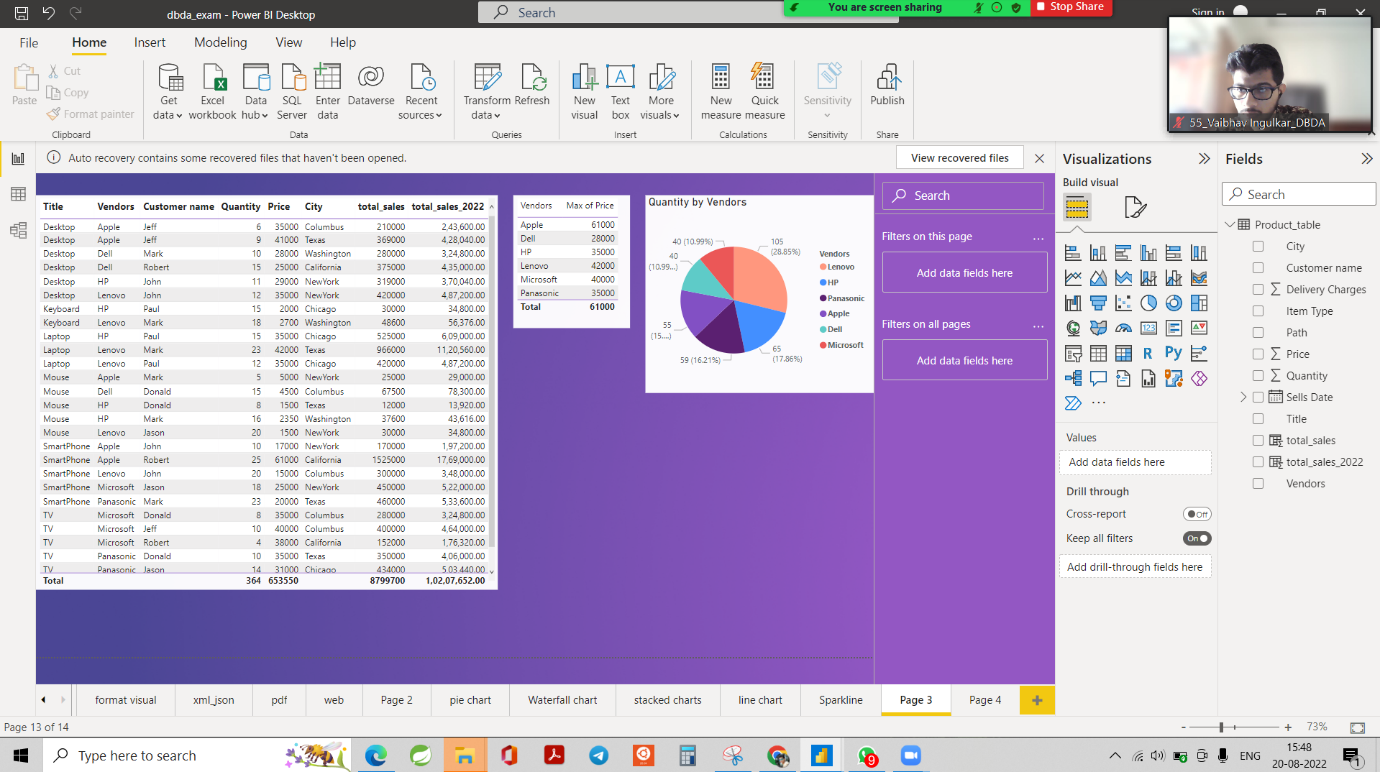 dbda_exam - Power BI Desktop
Search
You are screen sharing
Stop Share
Sign in
File Home Insert Modeling View Help
Paste
Cut
Copy
Format painter
Get data
Excel workbook
Data hub
SQL Server
Enter data
Dataverse
Recent sources
Transform data
Refresh
New visual
Text box
More visuals
New measure
Quick measure
Sensitivity
Publish
Clipboard Data Queries Insert Calculations Sensitivity Share
55_Vaibhav Ingulkar_DBDA
Auto recovery contains some recovered files that haven't been opened.
View recovered files
Title Vendors Customer name Quantity Price City total_sales total_sales_2022
Desktop Apple Jeff 6 35000 Columbus 210000 2,43,600.00
Desktop Apple Jeff 9 41000 Texas 369000 4,28,040.00
Desktop Dell Mark 10 28000 Washington 280000 3,24,800.00
Desktop Dell Robert 15 25000 California 375000 4,35,000.00
Desktop HP John 11 29000 NewYork 319000 3,70,040.00
Desktop Lenovo John 12 35000 NewYork 420000 4,87,200.00
Keyboard HP Paul 15 2000 Chicago 30000 34,800.00
Keyboard Lenovo Mark 18 2700 Washington 48600 56,376.00
Laptop HP Paul 15 35000 Chicago 525000 6,09,000.00
Laptop Lenovo Mark 23 42000 Texas 966000 11,20,560.00
Laptop Lenovo Paul 12 35000 Chicago 420000 4,87,200.00
Mouse Apple Mark 5 5000 NewYork 25000 29,000.00
Mouse Dell Donald 15 4500 Columbus 67500 78,300.00
Mouse HP Donald 8 1500 Texas 12000 13,920.00
Mouse HP Mark 16 2350 Washington 37600 43,616.00
Mouse Lenovo Jason 20 1500 NewYork 30000 34,800.00
SmartPhone Apple John 10 17000 NewYork 170000 1,97,200.00
SmartPhone Apple Robert 25 61000 California 1525000 17,69,000.00
SmartPhone Lenovo John 20 15000 Columbus 300000 3,48,000.00
SmartPhone Microsoft Jason 18 25000 NewYork 450000 5,22,000.00
SmartPhone Panasonic Mark 23 20000 Texas 460000 5,33,600.00
TV Microsoft Donald 8 35000 Columbus 280000 3,24,800.00
TV Microsoft Jeff 10 40000 Columbus 400000 4,64,000.00
TV Microsoft Robert 4 38000 California 152000 1,76,320.00
TV Panasonic Donald 10 35000 Texas 350000 4,06,000.00
TV Panasonic Jason 14 31000 Chicago 434000 5,03,440.00
Total 364 653550 8799700 1,02,07,652.00
Vendors Max of Price
Apple 61000
Dell 28000
HP 35000
Lenovo 42000
Microsoft 40000
Panasonic 35000
Total 61000
Quantity by Vendors
40 (10.99%)
105
(28.85%)
40
(10.99...)
55
(15....)
59 (16.21%)
65
(17.86%)
Vendors
Lenovo
HP
Panasonic
Apple
Dell
Microsoft
Search
Filters on this page ...
Add data fields here
Filters on all pages ...
Add data fields here
Visualizations
Build visual
123
R Py
Values
Add data fields here
Drill through
Cross-report Off
Keep all filters On
Add drill-through fields here
Fields
Search
Product_table
City
Customer name
Delivery Charges
Item Type
Path
Price
Quantity
Sells Date
Title
total_sales
total_sales_2022
Vendors
format visual xml_json pdf web Page 2 pie chart Waterfall chart stacked charts line chart Sparkline Page 3 Page 4 +
Page 13 of 14
- + 73%
Type here to search
9
ENG
15:48
20-08-2022
1